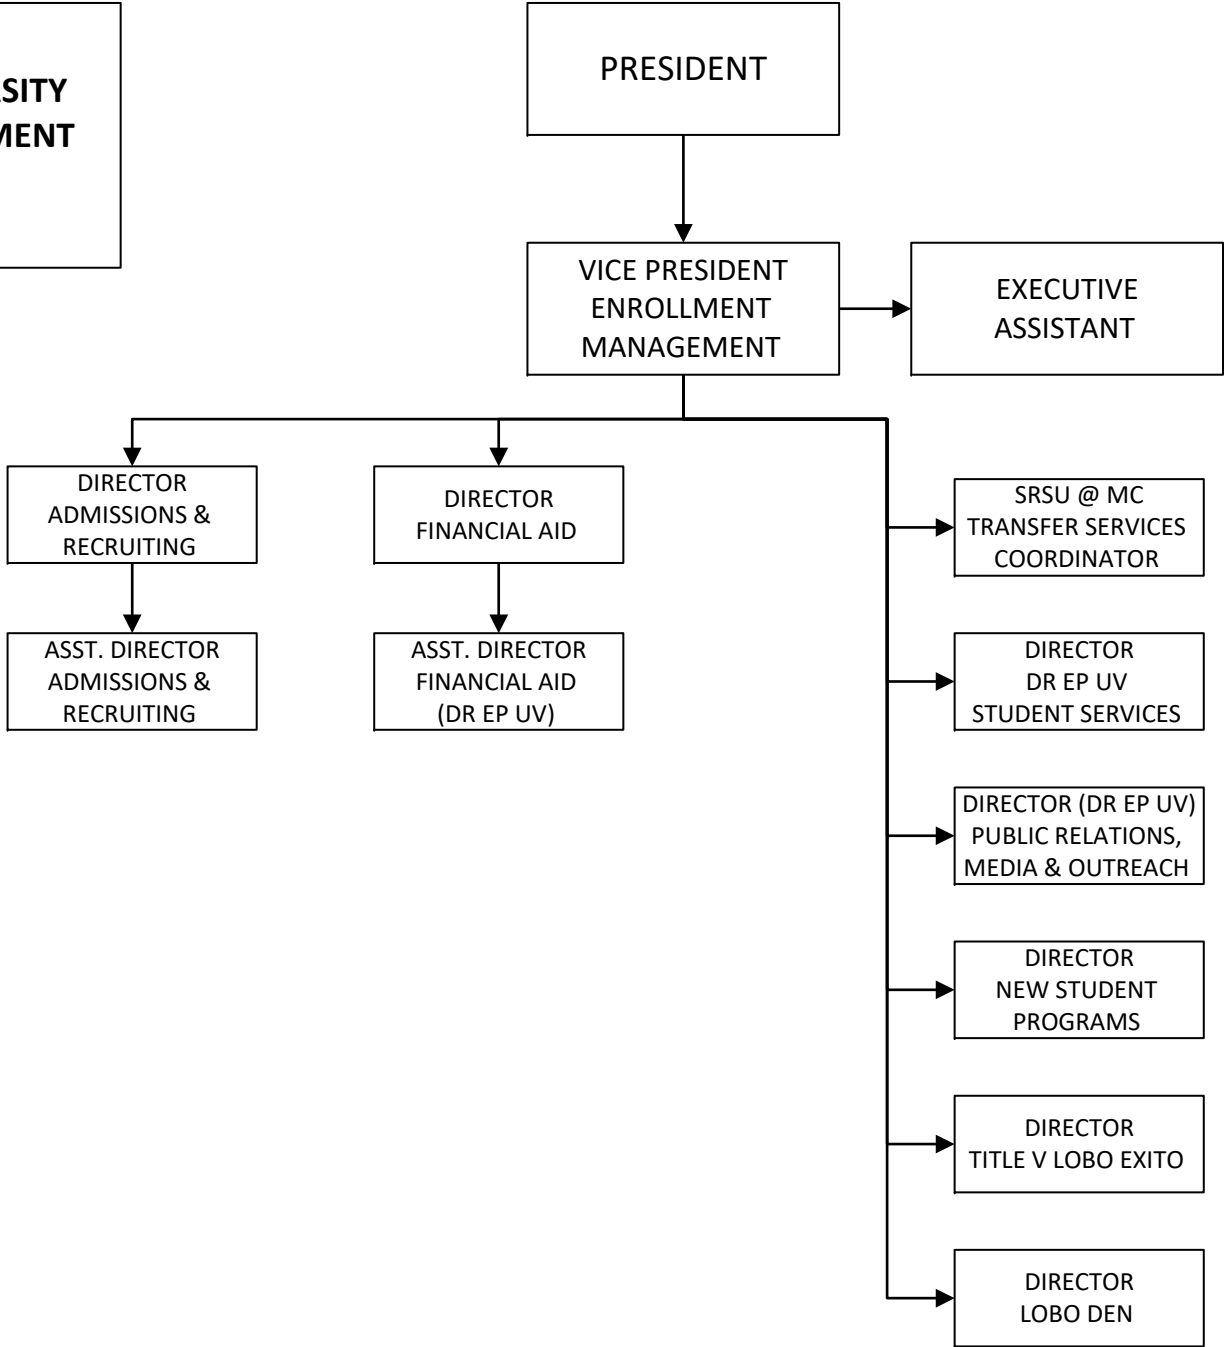 PRESIDENT
VICE PRESIDENT
ENROLLMENT
MANAGEMENT
EXECUTIVE
ASSISTANT
DIRECTOR
ADMISSIONS &
RECRUITING
DIRECTOR
FINANCIAL AID
ASST. DIRECTOR
ADMISSIONS &
RECRUITING
ASST. DIRECTOR
FINANCIAL AID
(DR EP UV)
SRSU @ MC
TRANSFER SERVICES
COORDINATOR
DIRECTOR
DR EP UV
STUDENT SERVICES
DIRECTOR (DR EP UV)
PUBLIC RELATIONS,
MEDIA & OUTREACH
DIRECTOR
NEW STUDENT
PROGRAMS
DIRECTOR
TITLE V LOBO EXITO
DIRECTOR
LOBO DEN